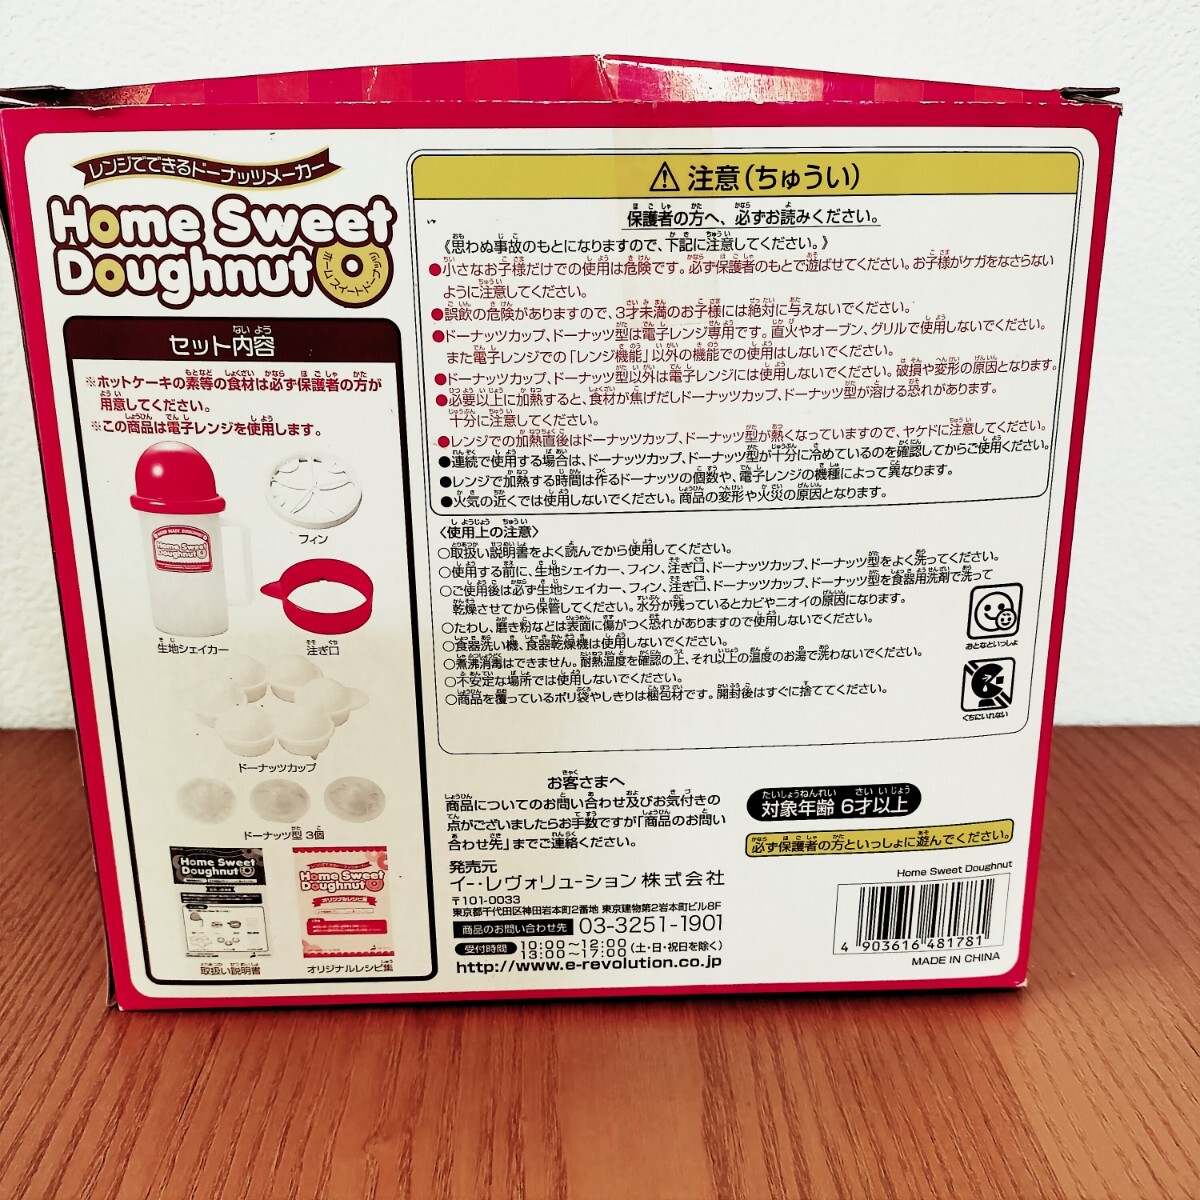 レンジでできるドーナッツメーカー
Home Sweet
Doughnut
ホームスイートドーナツ
セット内容
※ホットケーキの素等の食材は必ず保護者の方が
用意してください。
※この商品は電子レンジを使用します。
Home Sweet
Doughnut
フィン
生地シェイカー
注ぎ口
ドーナッツカップ
ドーナッツ型 3個
Home Sweet
Doughnut
Home Sweet
Doughnut
オリジナルレシピ集
取扱い説明書
オリジナルレシピ集
⚠ 注意(ちゅうい)
保護者の方へ、必ずお読みください。
《思わぬ事故のもとになりますので、下記に注意してください。》
●小さなお子様だけでの使用は危険です。必ず保護者のもとで遊ばせてください。お子様がケガをなさらない
ように注意してください。
●誤飲の危険がありますので、3才未満のお子様には絶対に与えないでください。
●ドーナッツカップ、ドーナッツ型は電子レンジ専用です。直火やオーブン、グリルで使用しないでください。
また電子レンジでの「レンジ機能」以外の機能での使用はしないでください。
●ドーナッツカップ、ドーナッツ型以外は電子レンジには使用しないでください。破損や変形の原因となります。
●必要以上に加熱すると、食材が焦げだしドーナッツカップ、ドーナッツ型が溶ける恐れがあります。
十分に注意してください。
●レンジでの加熱直後はドーナッツカップ、ドーナッツ型が熱くなっていますので、ヤケドに注意してください。
●連続で使用する場合は、ドーナッツカップ、ドーナッツ型が十分に冷めているのを確認してからご使用ください。
●レンジで加熱する時間は作るドーナッツの個数や、電子レンジの機種によって異なります。
●火気の近くでは使用しないでください。商品の変形や火災の原因となります。
〈使用上の注意〉
○取扱い説明書をよく読んでから使用してください。
○使用する前に、生地シェイカー、フィン、注ぎ口、ドーナッツカップ、ドーナッツ型をよく洗ってください。
○ご使用後は必ず生地シェイカー、フィン、注ぎ口、ドーナッツカップ、ドーナッツ型を食器用洗剤で洗って
乾燥させてから保管してください。水分が残っているとカビやニオイの原因になります。
○たわし、磨き粉などは表面に傷がつく恐れがありますので使用しないでください。
○食器洗い機、食器乾燥機は使用しないでください。
○煮沸消毒はできません。耐熱温度を確認の上、それ以上の温度のお湯で洗わないでください。
○不安定な場所では使用しないでください。
○商品を覆っているポリ袋やしきりは梱包材です。開封後はすぐに捨ててください。
おとなといっしょ
くちにいれない
お客さまへ
商品についてのお問い合わせ及びお気付きの
点がございましたらお手数ですが「商品のお問い
合わせ先」までご連絡ください。
発売元
イー・レヴォリューション株式会社
〒101-0033
東京都千代田区神田岩本町2番地 東京建物第2岩本町ビル8F
商品のお問い合わせ先 03-3251-1901
受付時間 10:00〜12:00 13:00〜17:00 (土・日・祝日を除く)
http://www.e-revolution.co.jp
対象年齢 6才以上
必ず保護者の方といっしょに遊んでください。
Home Sweet Doughnut
4 903616 481781
MADE IN CHINA